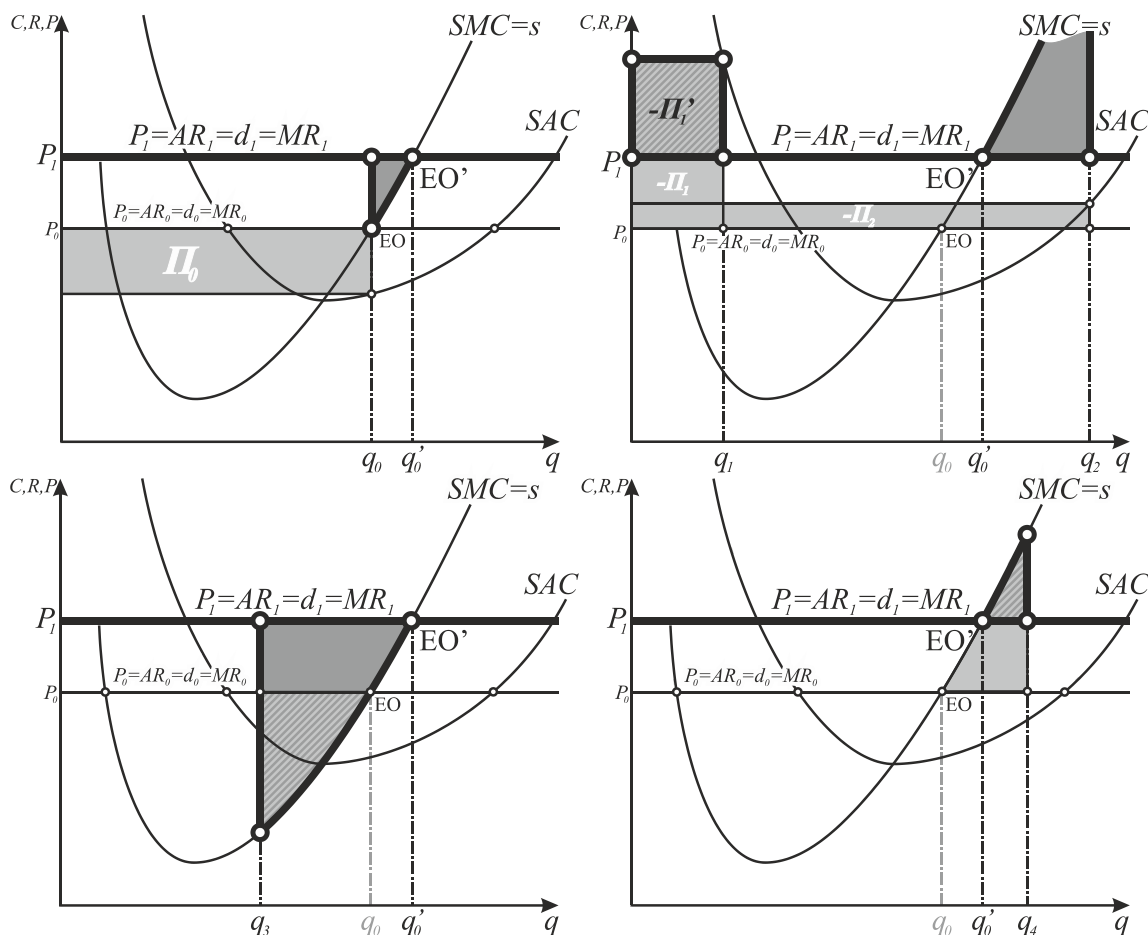 C,R,P
SMC=s
P₁=AR₁=d₁=MR₁
SAC
P₁
EO'
P₀=AR₀=d₀=MR₀
P₀
EO
Π₀
q₀ q₀' q
C,R,P
SMC=s
-Π₁'
P₁=AR₁=d₁=MR₁
SAC
P₁
EO'
-Π₁
-Π₂
P₀
P₀=AR₀=d₀=MR₀
EO
q₁ q₀ q₀' q₂ q
C,R,P
SMC=s
P₁=AR₁=d₁=MR₁
SAC
P₁
EO'
P₀=AR₀=d₀=MR₀
P₀
EO
q₃ q₀ q₀' q
C,R,P
SMC=s
P₁=AR₁=d₁=MR₁
SAC
P₁
EO'
P₀=AR₀=d₀=MR₀
P₀
EO
q₀ q₀' q₄ q